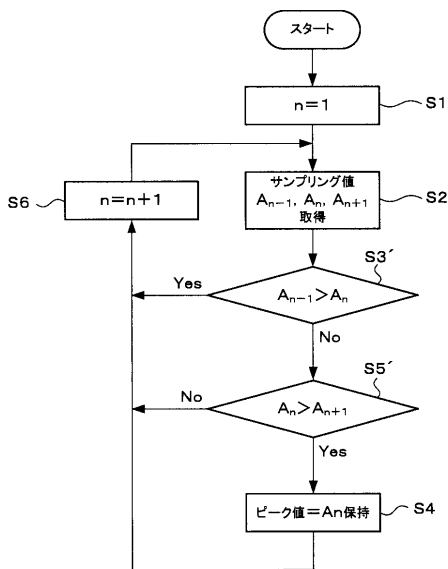 スタート
n=1
S1
サンプリング値
Aₙ₋₁, Aₙ, Aₙ₊₁
取得
S2
n=n+1
S6
S3´
Aₙ₋₁>Aₙ
Yes
No
S5´
Aₙ>Aₙ₊₁
No
Yes
ピーク値=An保持
S4